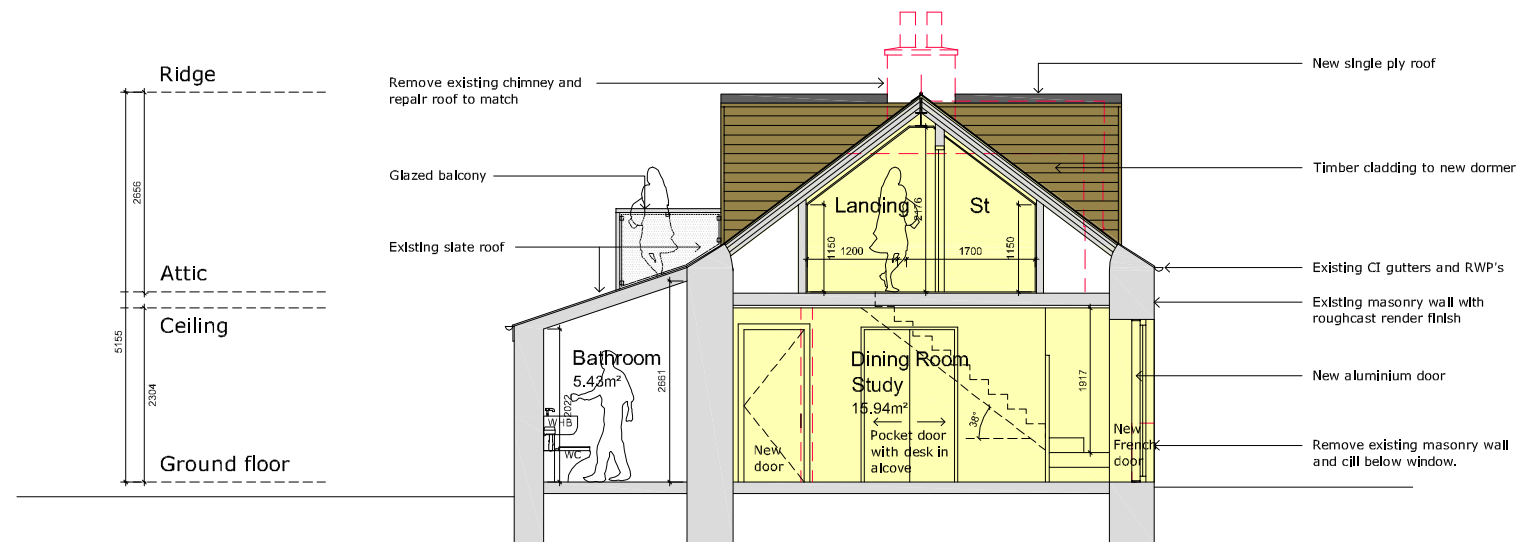 Ridge
Attic
Ceiling
Ground floor
5155
2656
2304
Remove existing chimney and
repair roof to match
Glazed balcony
Existing slate roof
New single ply roof
Timber cladding to new dormer
Existing CI gutters and RWP's
Existing masonry wall with
roughcast render finish
New aluminium door
Remove existing masonry wall
and cill below window.
Landing
St
2176
1150
1200
1700
1150
Bathroom
5.43m²
2022
2661
WHB
WC
Dining Room
Study
15.94m²
Pocket door
with desk in
alcove
38°
1917
New
door
New
French
door